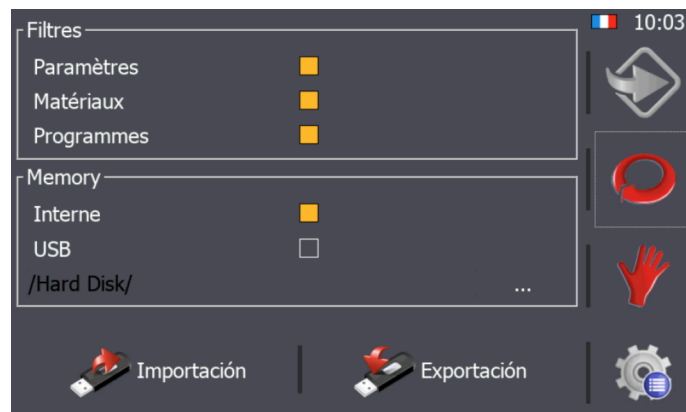 Filtres
10:03
Paramètres
Matériaux
Programmes
Memory
Interne
USB
/Hard Disk/
...
Importación
Exportación